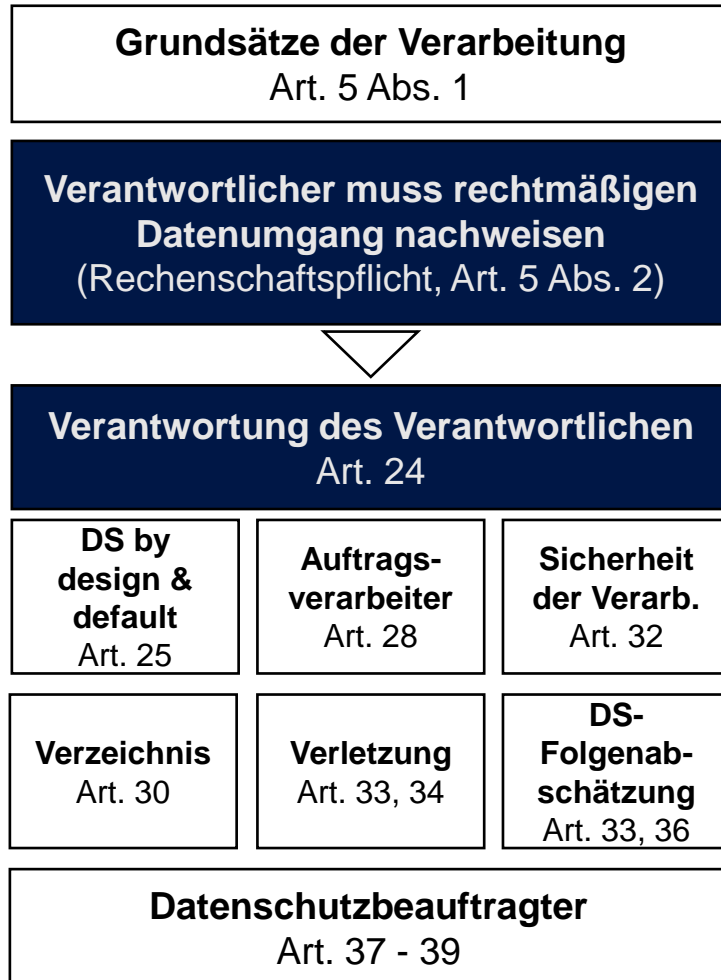 Grundsätze der Verarbeitung
Art. 5 Abs. 1
Verantwortlicher muss rechtmäßigen
Datenumgang nachweisen
(Rechenschaftspflicht, Art. 5 Abs. 2)
Verantwortung des Verantwortlichen
Art. 24
DS by
design &
default
Art. 25
Auftrags-
verarbeiter
Art. 28
Sicherheit
der Verarb.
Art. 32
Verzeichnis
Art. 30
Verletzung
Art. 33, 34
DS-
Folgenab-
schätzung
Art. 33, 36
Datenschutzbeauftragter
Art. 37 - 39